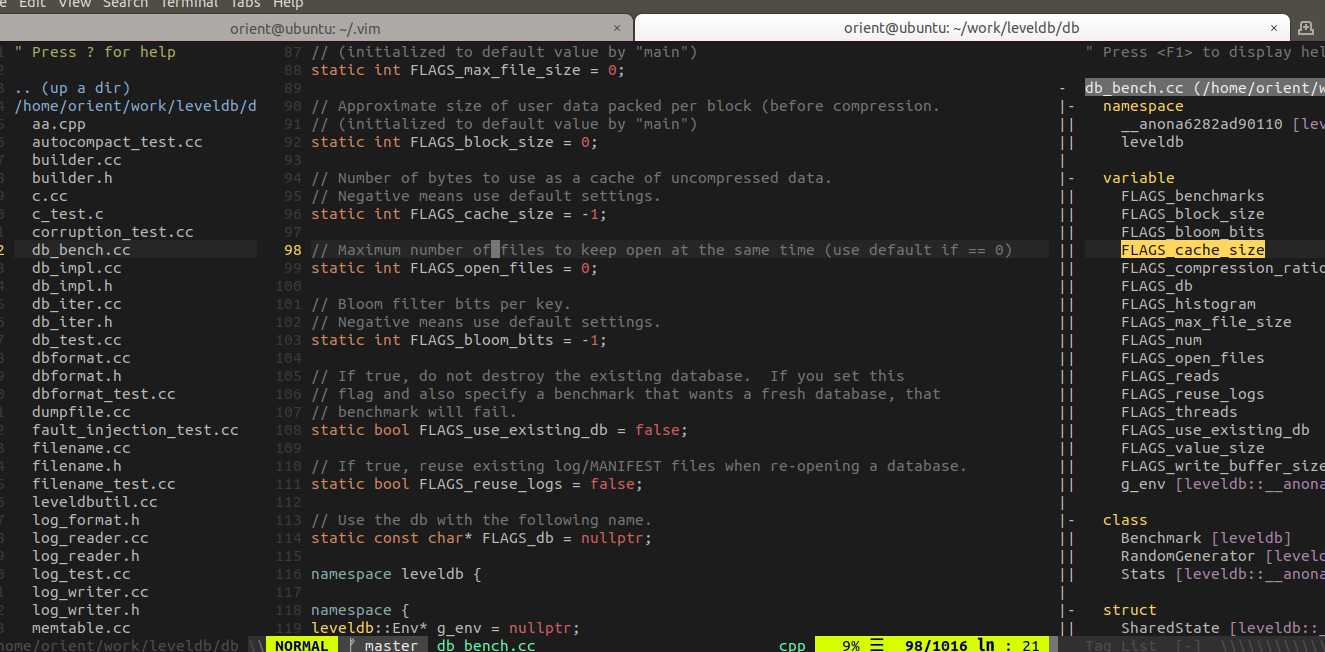 Edit View Search Terminal Tabs Help
orient@ubuntu: ~/.vim ×
orient@ubuntu: ~/work/leveldb/db ×
" Press ? for help
.. (up a dir)
/home/orient/work/leveldb/d
aa.cpp
autocompact_test.cc
builder.cc
builder.h
c.cc
c_test.c
corruption_test.cc
db_bench.cc
db_impl.cc
db_impl.h
db_iter.cc
db_iter.h
db_test.cc
dbformat.cc
dbformat.h
dbformat_test.cc
dumpfile.cc
fault_injection_test.cc
filename.cc
filename.h
filename_test.cc
leveldbutil.cc
log_format.h
log_reader.cc
log_reader.h
log_test.cc
log_writer.cc
log_writer.h
memtable.cc
87 // (initialized to default value by "main")
88 static int FLAGS_max_file_size = 0;
89
90 // Approximate size of user data packed per block (before compression.
91 // (initialized to default value by "main")
92 static int FLAGS_block_size = 0;
93
94 // Number of bytes to use as a cache of uncompressed data.
95 // Negative means use default settings.
96 static int FLAGS_cache_size = -1;
97
98 // Maximum number of files to keep open at the same time (use default if == 0)
99 static int FLAGS_open_files = 0;
100
101 // Bloom filter bits per key.
102 // Negative means use default settings.
103 static int FLAGS_bloom_bits = -1;
104
105 // If true, do not destroy the existing database.  If you set this
106 // flag and also specify a benchmark that wants a fresh database, that
107 // benchmark will fail.
108 static bool FLAGS_use_existing_db = false;
109
110 // If true, reuse existing log/MANIFEST files when re-opening a database.
111 static bool FLAGS_reuse_logs = false;
112
113 // Use the db with the following name.
114 static const char* FLAGS_db = nullptr;
115
116 namespace leveldb {
117
118 namespace {
119 leveldb::Env* g_env = nullptr;
" Press <F1> to display hel
- db_bench.cc (/home/orient/w
|- namespace
|| __anona6282ad90110 [lev
|| leveldb
|
|- variable
|| FLAGS_benchmarks
|| FLAGS_block_size
|| FLAGS_bloom_bits
|| FLAGS_cache_size
|| FLAGS_compression_ratio
|| FLAGS_db
|| FLAGS_histogram
|| FLAGS_max_file_size
|| FLAGS_num
|| FLAGS_open_files
|| FLAGS_reads
|| FLAGS_reuse_logs
|| FLAGS_threads
|| FLAGS_use_existing_db
|| FLAGS_value_size
|| FLAGS_write_buffer_size
|| g_env [leveldb::__anona
|
|- class
|| Benchmark [leveldb]
|| RandomGenerator [leveld
|| Stats [leveldb::__anona
|
|- struct
|| SharedState [leveldb::_
home/orient/work/leveldb/db \\ NORMAL master db_bench.cc cpp 9% ☰ 98/1016 ln : 21 Tag List [-] \\\\\\\\\\\\